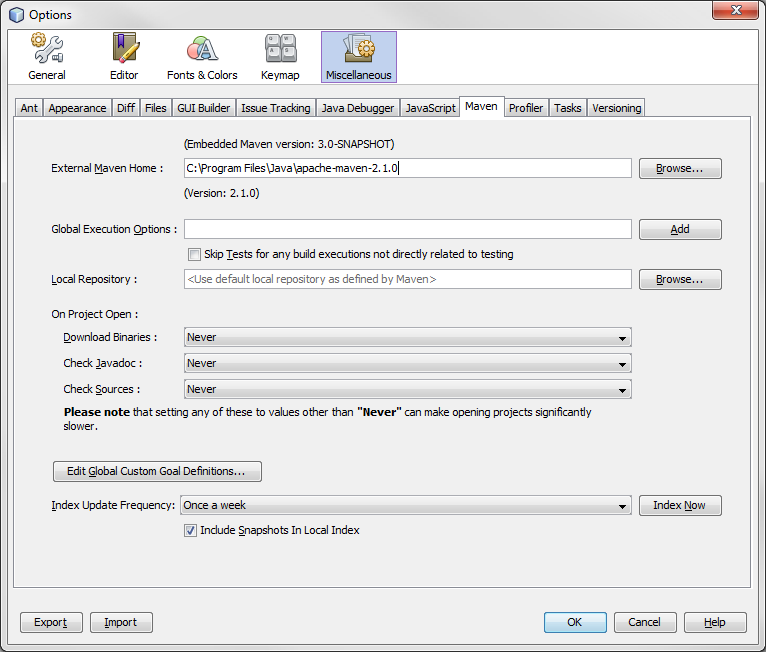 Options
General Editor Fonts & Colors Keymap Miscellaneous
Ant Appearance Diff Files GUI Builder Issue Tracking Java Debugger JavaScript Maven Profiler Tasks Versioning
(Embedded Maven version: 3.0-SNAPSHOT)
External Maven Home : C:\Program Files\Java\apache-maven-2.1.0 Browse...
(Version: 2.1.0)
Global Execution Options : Add
Skip Tests for any build executions not directly related to testing
Local Repository : <Use default local repository as defined by Maven> Browse...
On Project Open :
Download Binaries : Never
Check Javadoc : Never
Check Sources : Never
Please note that setting any of these to values other than "Never" can make opening projects significantly
slower.
Edit Global Custom Goal Definitions...
Index Update Frequency: Once a week Index Now
Include Snapshots In Local Index
Export Import OK Cancel Help